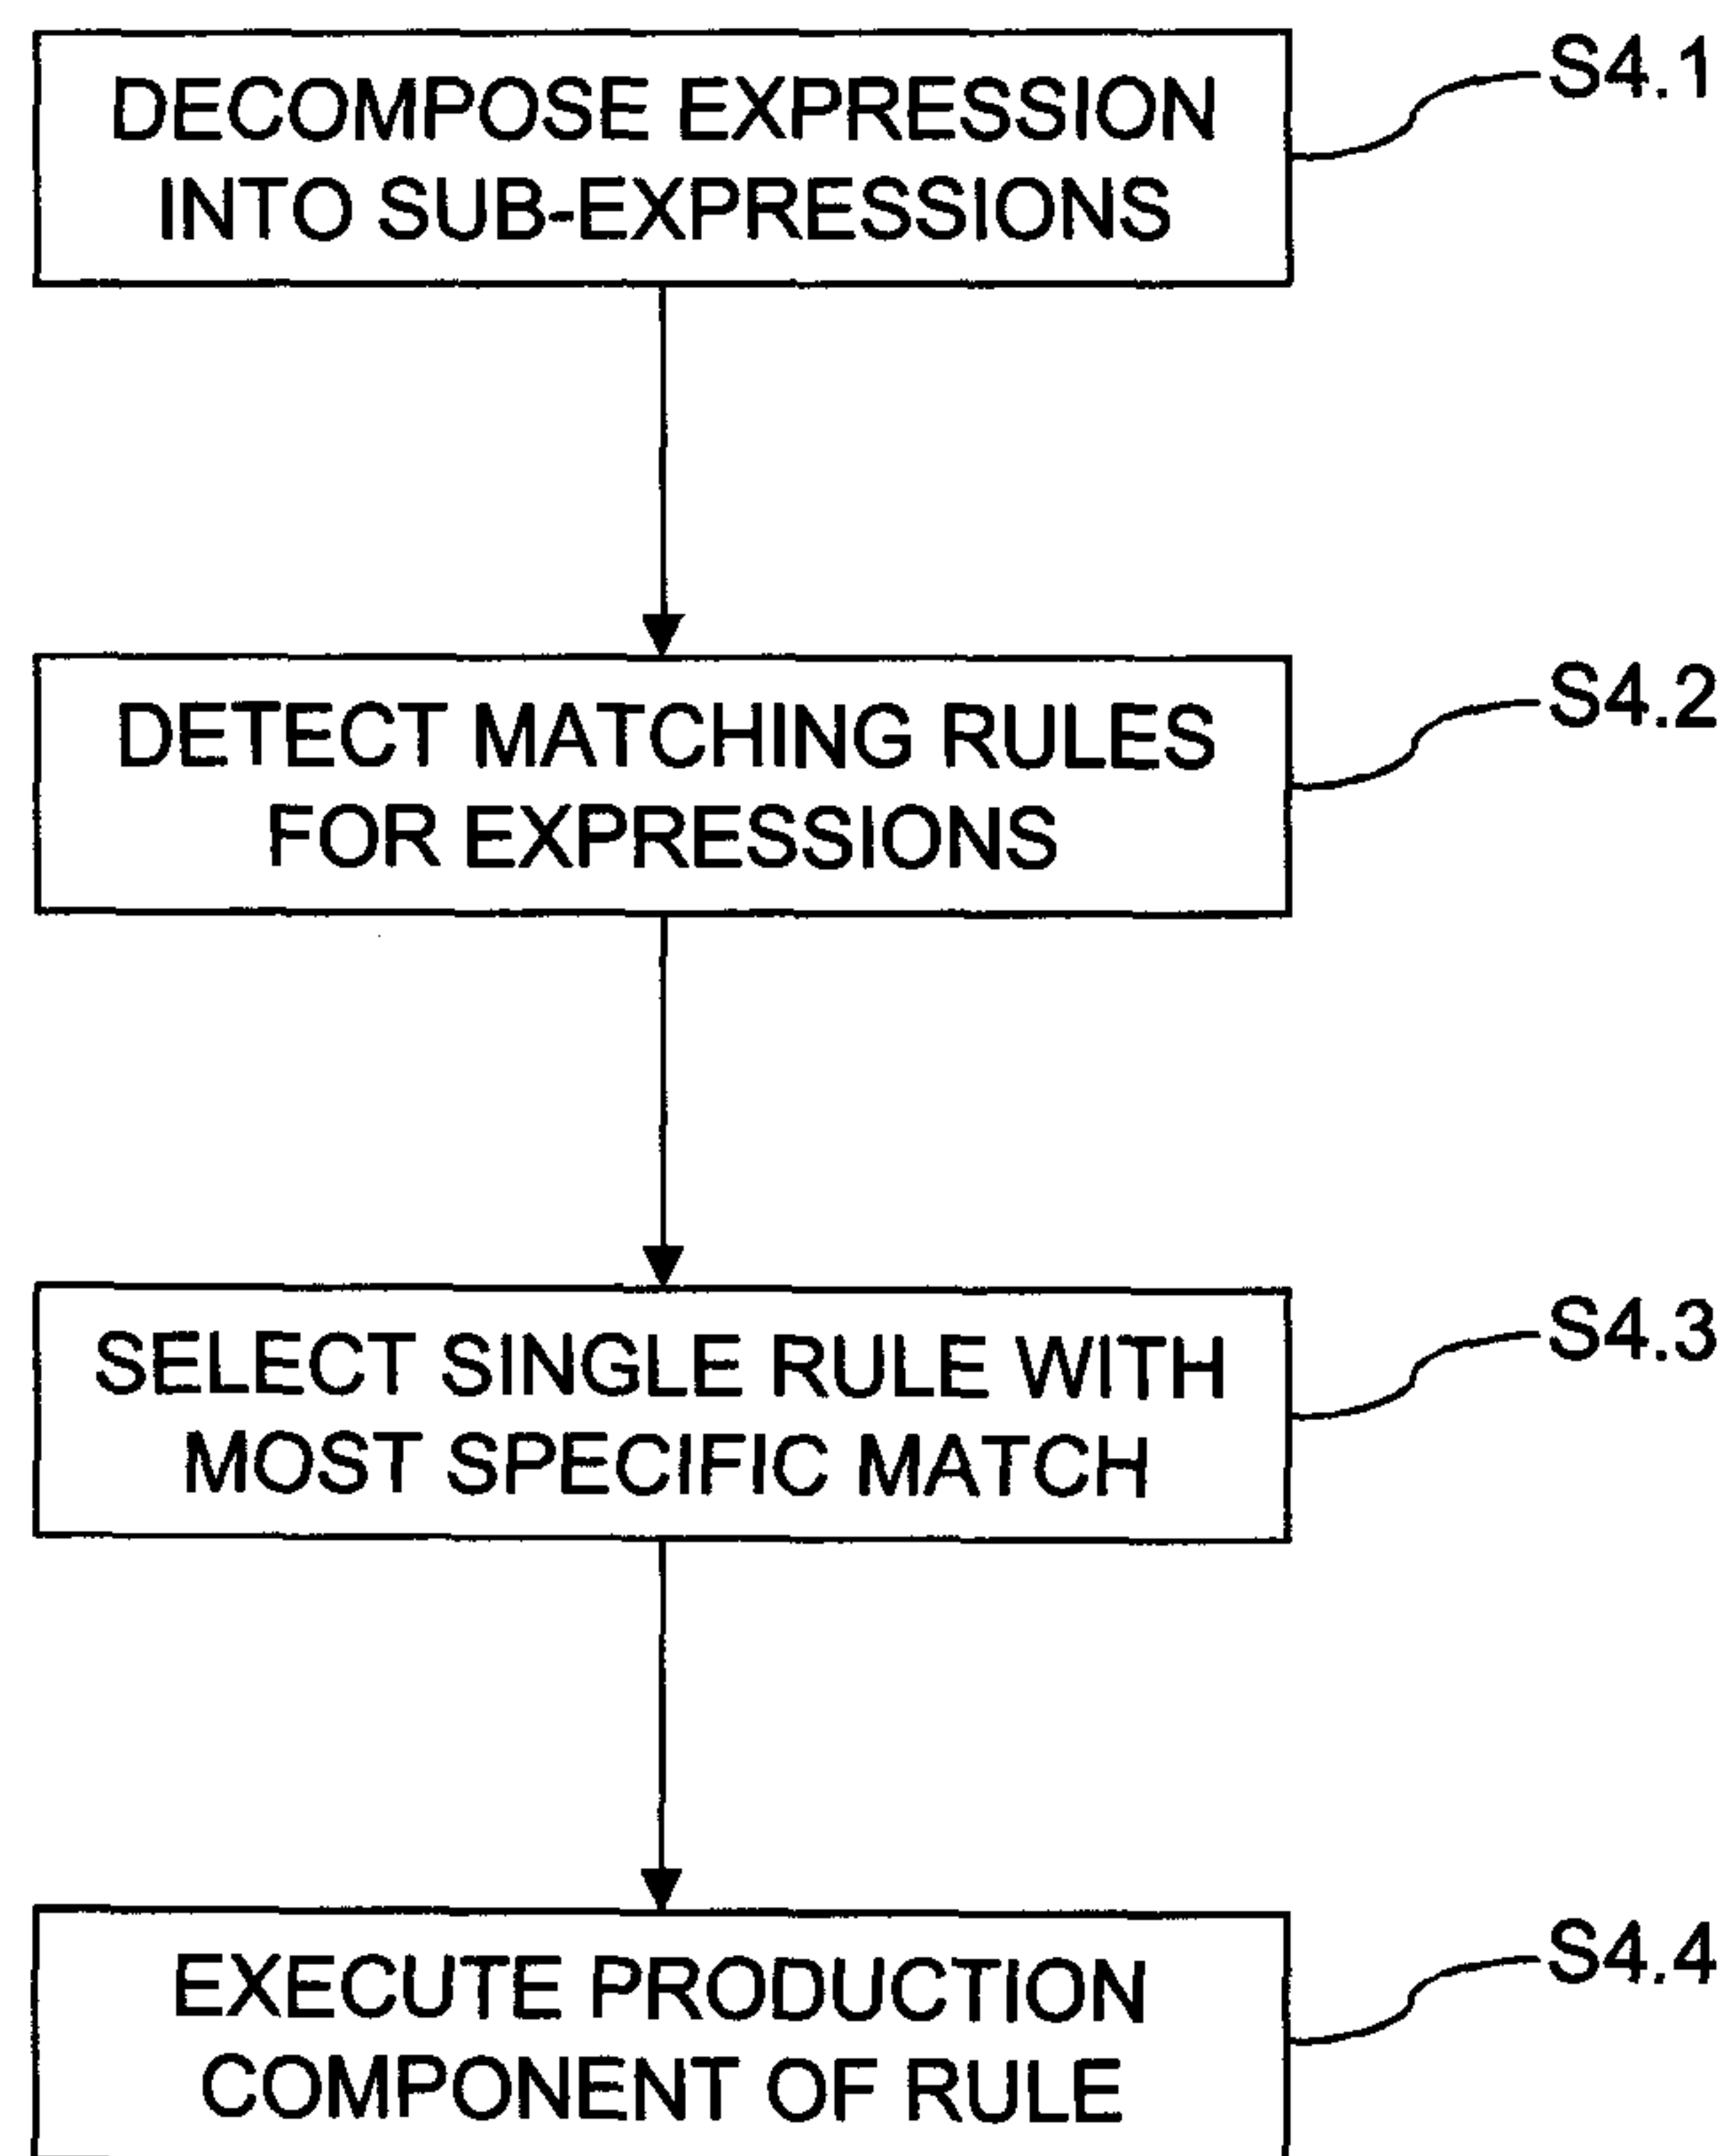 DECOMPOSE EXPRESSION
INTO SUB-EXPRESSIONS
S4.1
DETECT MATCHING RULES
FOR EXPRESSIONS
S4.2
SELECT SINGLE RULE WITH
MOST SPECIFIC MATCH
S4.3
EXECUTE PRODUCTION
COMPONENT OF RULE
S4.4